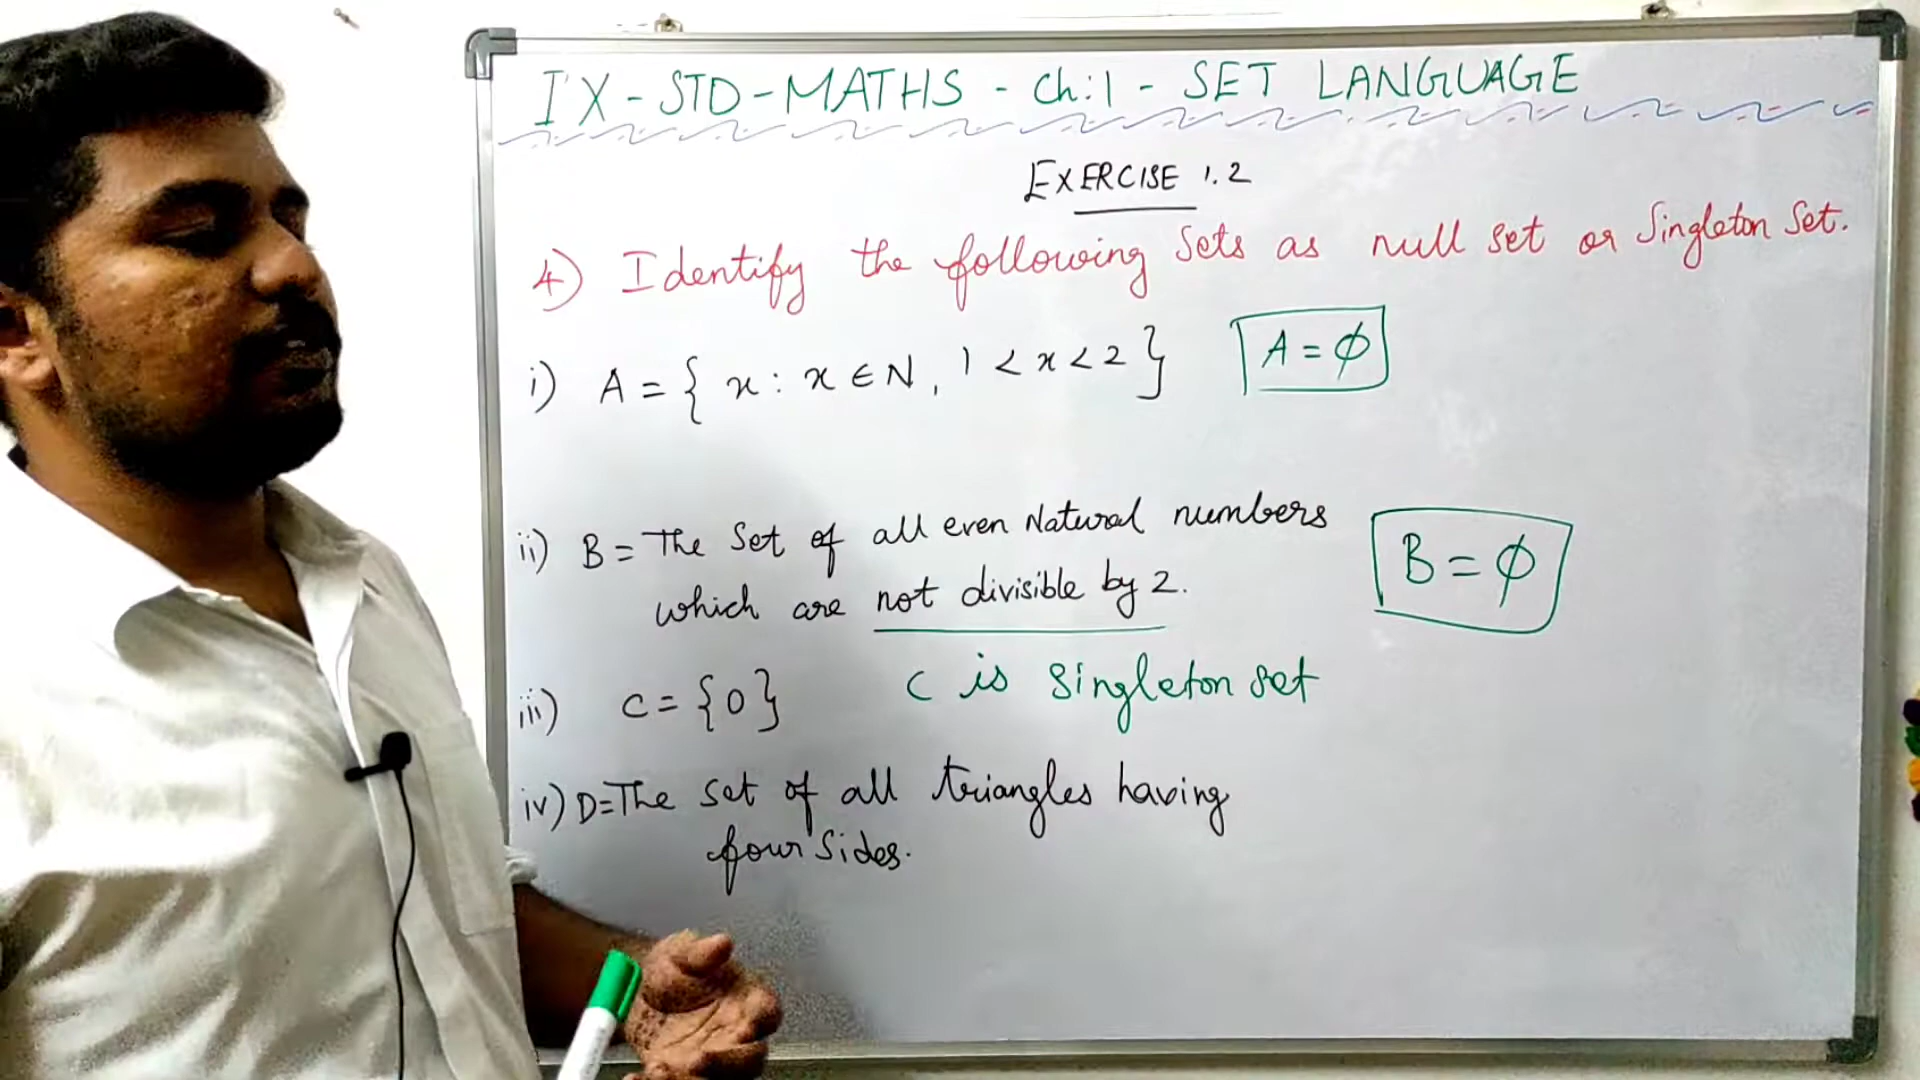 IX - STD - MATHS - Ch:1 - SET LANGUAGE
EXERCISE 1.2
4) Identify the following Sets as null set or Singleton Set.
i) A = { x : x ∈ N, 1 < x < 2 } A = ϕ
ii) B = The Set of all even Natural numbers
which are not divisible by 2. B = ϕ
iii) C = {0} C is Singleton set
iv) D = The set of all triangles having
four Sides.